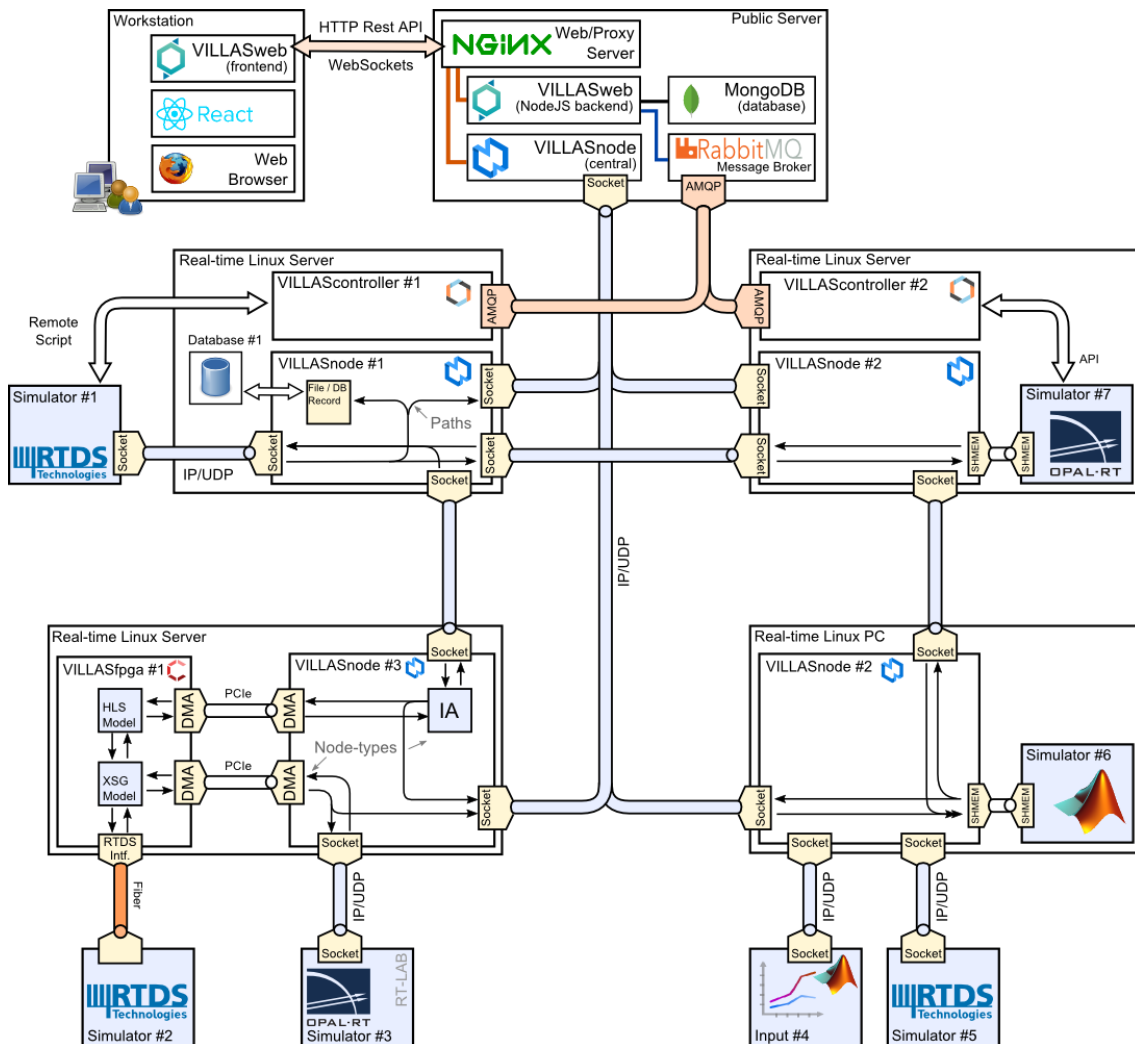 Workstation
VILLASweb
(frontend)
React
Web
Browser
HTTP Rest API
WebSockets
Public Server
NGiNX
Web/Proxy
Server
VILLASweb
(NodeJS backend)
MongoDB
(database)
VILLASnode
(central)
RabbitMQ
Message Broker
Socket
AMQP
Real-time Linux Server
VILLAScontroller #1
AMQP
Remote
Script
Database #1
VILLASnode #1
File / DB
Record
Paths
Socket
Socket
Socket
Socket
IP/UDP
Simulator #1
RTDS
Technologies
Socket
Real-time Linux Server
VILLAScontroller #2
AMQP
API
VILLASnode #2
Socket
Socket
SHMEM
SHMEM
Socket
Simulator #7
OPAL-RT
IP/UDP
Real-time Linux Server
VILLASfpga #1
HLS
Model
XSG
Model
DMA
DMA
PCIe
PCIe
DMA
DMA
VILLASnode #3
Socket
IA
Node-types
Socket
RTDS
Intf.
Socket
Fiber
IP/UDP
RTDS
Technologies
Simulator #2
Socket
RT-LAB
OPAL-RT
Simulator #3
Real-time Linux PC
VILLASnode #2
Socket
Socket
SHMEM
SHMEM
Simulator #6
Socket
Socket
IP/UDP
IP/UDP
Socket
Input #4
Socket
RTDS
Technologies
Simulator #5